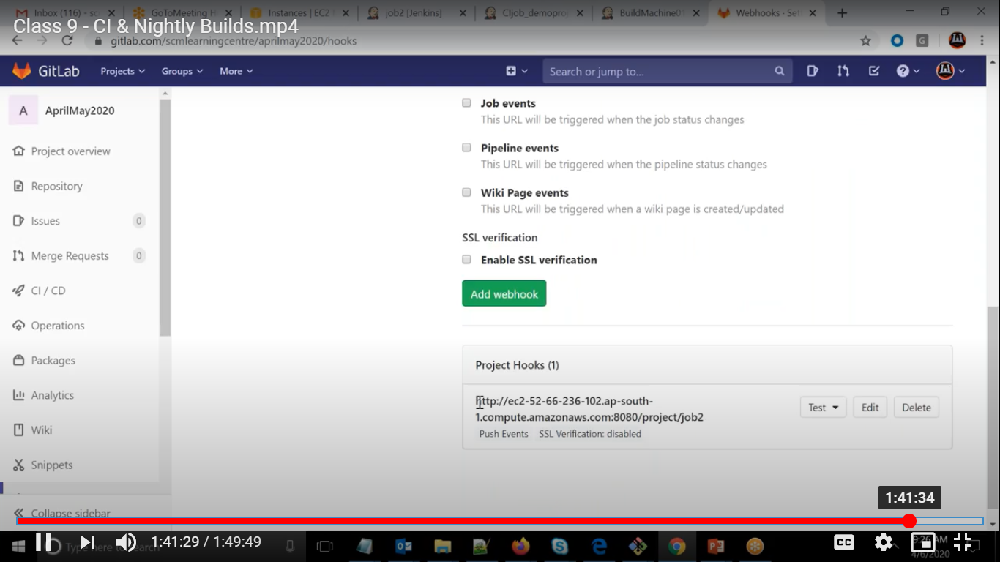 Inbox (116) - sc
GoToMeeting H
Instances | EC2
job2 [Jenkins]
CIjob_demopro
BuildMachine01
Webhooks · Set
Class 9 - CI & Nightly Builds.mp4
gitlab.com/scmlearningcentre/aprilmay2020/hooks
GitLab
Projects
Groups
More
Search or jump to...
A
AprilMay2020
Project overview
Repository
Issues
0
Merge Requests
0
CI / CD
Operations
Packages
Analytics
Wiki
Snippets
Collapse sidebar
Job events
This URL will be triggered when the job status changes
Pipeline events
This URL will be triggered when the pipeline status changes
Wiki Page events
This URL will be triggered when a wiki page is created/updated
SSL verification
Enable SSL verification
Add webhook
Project Hooks (1)
http://ec2-52-66-236-102.ap-south-
1.compute.amazonaws.com:8080/project/job2
Push Events SSL Verification: disabled
Test
Edit
Delete
1:41:34
Type here to search
1:41:29 / 1:49:49
CC
9:26 AM
4/6/2020